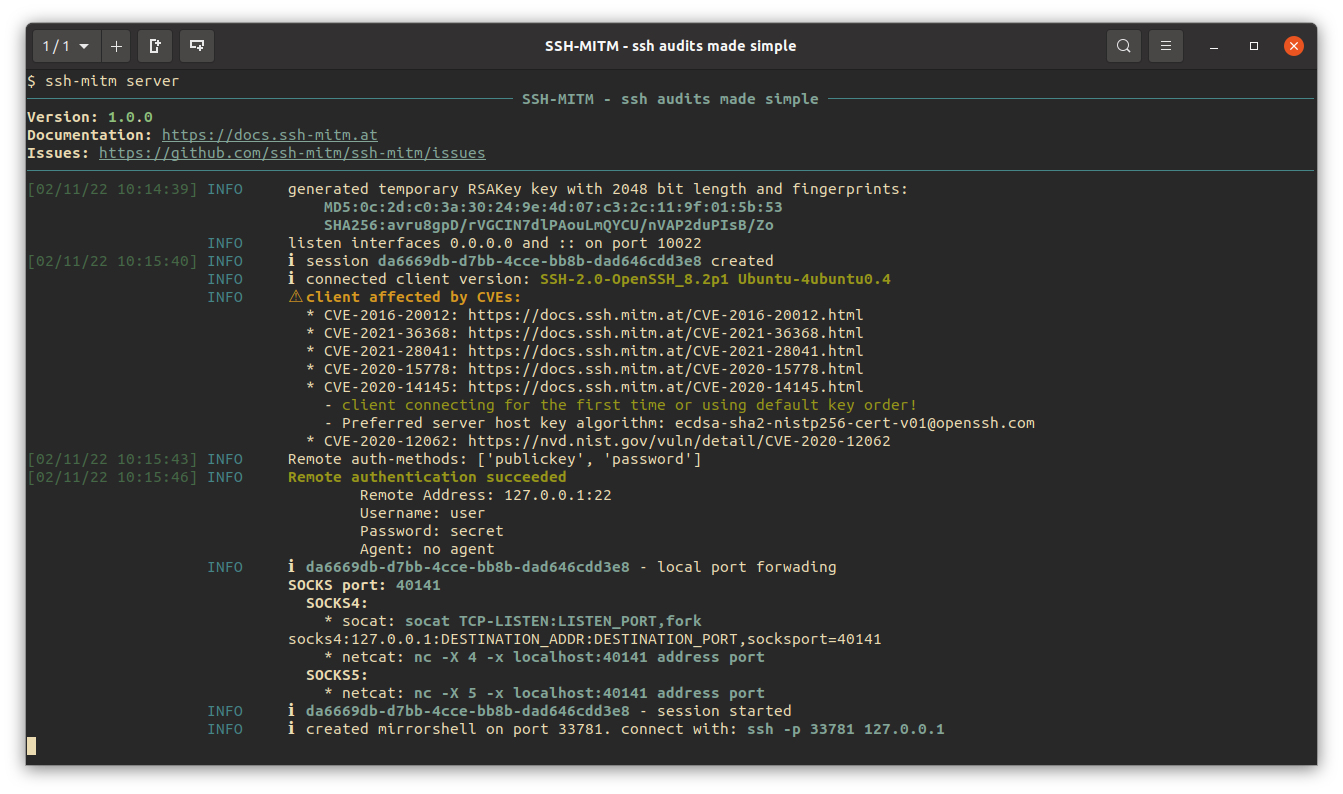 1 / 1
SSH-MITM - ssh audits made simple
$ ssh-mitm server
SSH-MITM - ssh audits made simple
Version: 1.0.0
Documentation: https://docs.ssh-mitm.at
Issues: https://github.com/ssh-mitm/ssh-mitm/issues
[02/11/22 10:14:39] INFO generated temporary RSAKey key with 2048 bit length and fingerprints:
MD5:0c:2d:c0:3a:30:24:9e:4d:07:c3:2c:11:9f:01:5b:53
SHA256:avru8gpD/rVGCIN7dlPAouLmQYCU/nVAP2duPIsB/Zo
INFO listen interfaces 0.0.0.0 and :: on port 10022
[02/11/22 10:15:40] INFO ℹ session da6669db-d7bb-4cce-bb8b-dad646cdd3e8 created
INFO ℹ connected client version: SSH-2.0-OpenSSH_8.2p1 Ubuntu-4ubuntu0.4
INFO ⚠client affected by CVEs:
* CVE-2016-20012: https://docs.ssh.mitm.at/CVE-2016-20012.html
* CVE-2021-36368: https://docs.ssh.mitm.at/CVE-2021-36368.html
* CVE-2021-28041: https://docs.ssh.mitm.at/CVE-2021-28041.html
* CVE-2020-15778: https://docs.ssh.mitm.at/CVE-2020-15778.html
* CVE-2020-14145: https://docs.ssh.mitm.at/CVE-2020-14145.html
- client connecting for the first time or using default key order!
- Preferred server host key algorithm: ecdsa-sha2-nistp256-cert-v01@openssh.com
* CVE-2020-12062: https://nvd.nist.gov/vuln/detail/CVE-2020-12062
[02/11/22 10:15:43] INFO Remote auth-methods: ['publickey', 'password']
[02/11/22 10:15:46] INFO Remote authentication succeeded
Remote Address: 127.0.0.1:22
Username: user
Password: secret
Agent: no agent
INFO ℹ da6669db-d7bb-4cce-bb8b-dad646cdd3e8 - local port forwading
SOCKS port: 40141
SOCKS4:
* socat: socat TCP-LISTEN:LISTEN_PORT,fork
socks4:127.0.0.1:DESTINATION_ADDR:DESTINATION_PORT,socksport=40141
* netcat: nc -X 4 -x localhost:40141 address port
SOCKS5:
* netcat: nc -X 5 -x localhost:40141 address port
INFO ℹ da6669db-d7bb-4cce-bb8b-dad646cdd3e8 - session started
INFO ℹ created mirrorshell on port 33781. connect with: ssh -p 33781 127.0.0.1